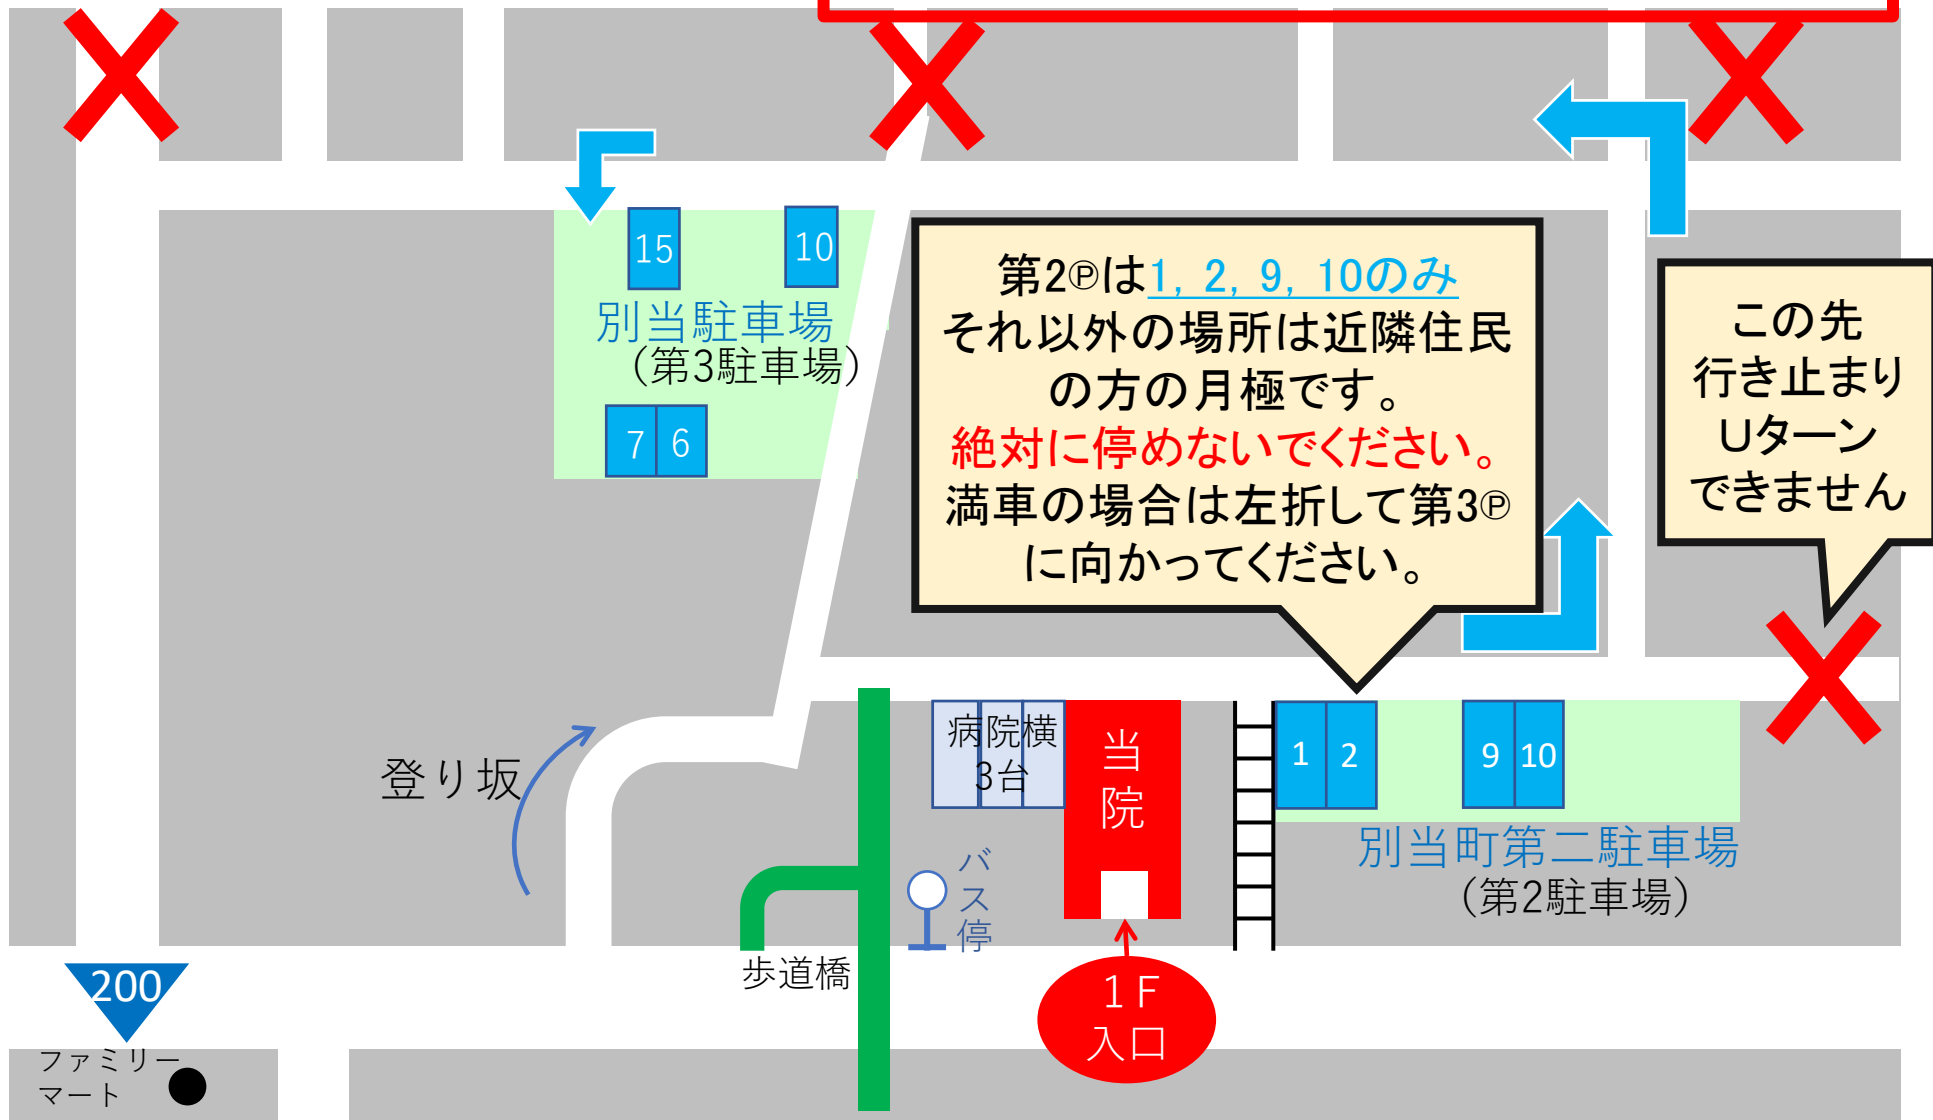 15
10
別当駐車場
(第3駐車場)
7
6
第2℗は1, 2, 9, 10のみ
それ以外の場所は近隣住民
の方の月極です。
絶対に停めないでください。
満車の場合は左折して第3℗
に向かってください。
この先
行き止まり
Uターン
できません
登り坂
病院横
3台
当院
1
2
9
10
別当町第二駐車場
(第2駐車場)
バス停
歩道橋
1F
入口
200
ファミリー
マート